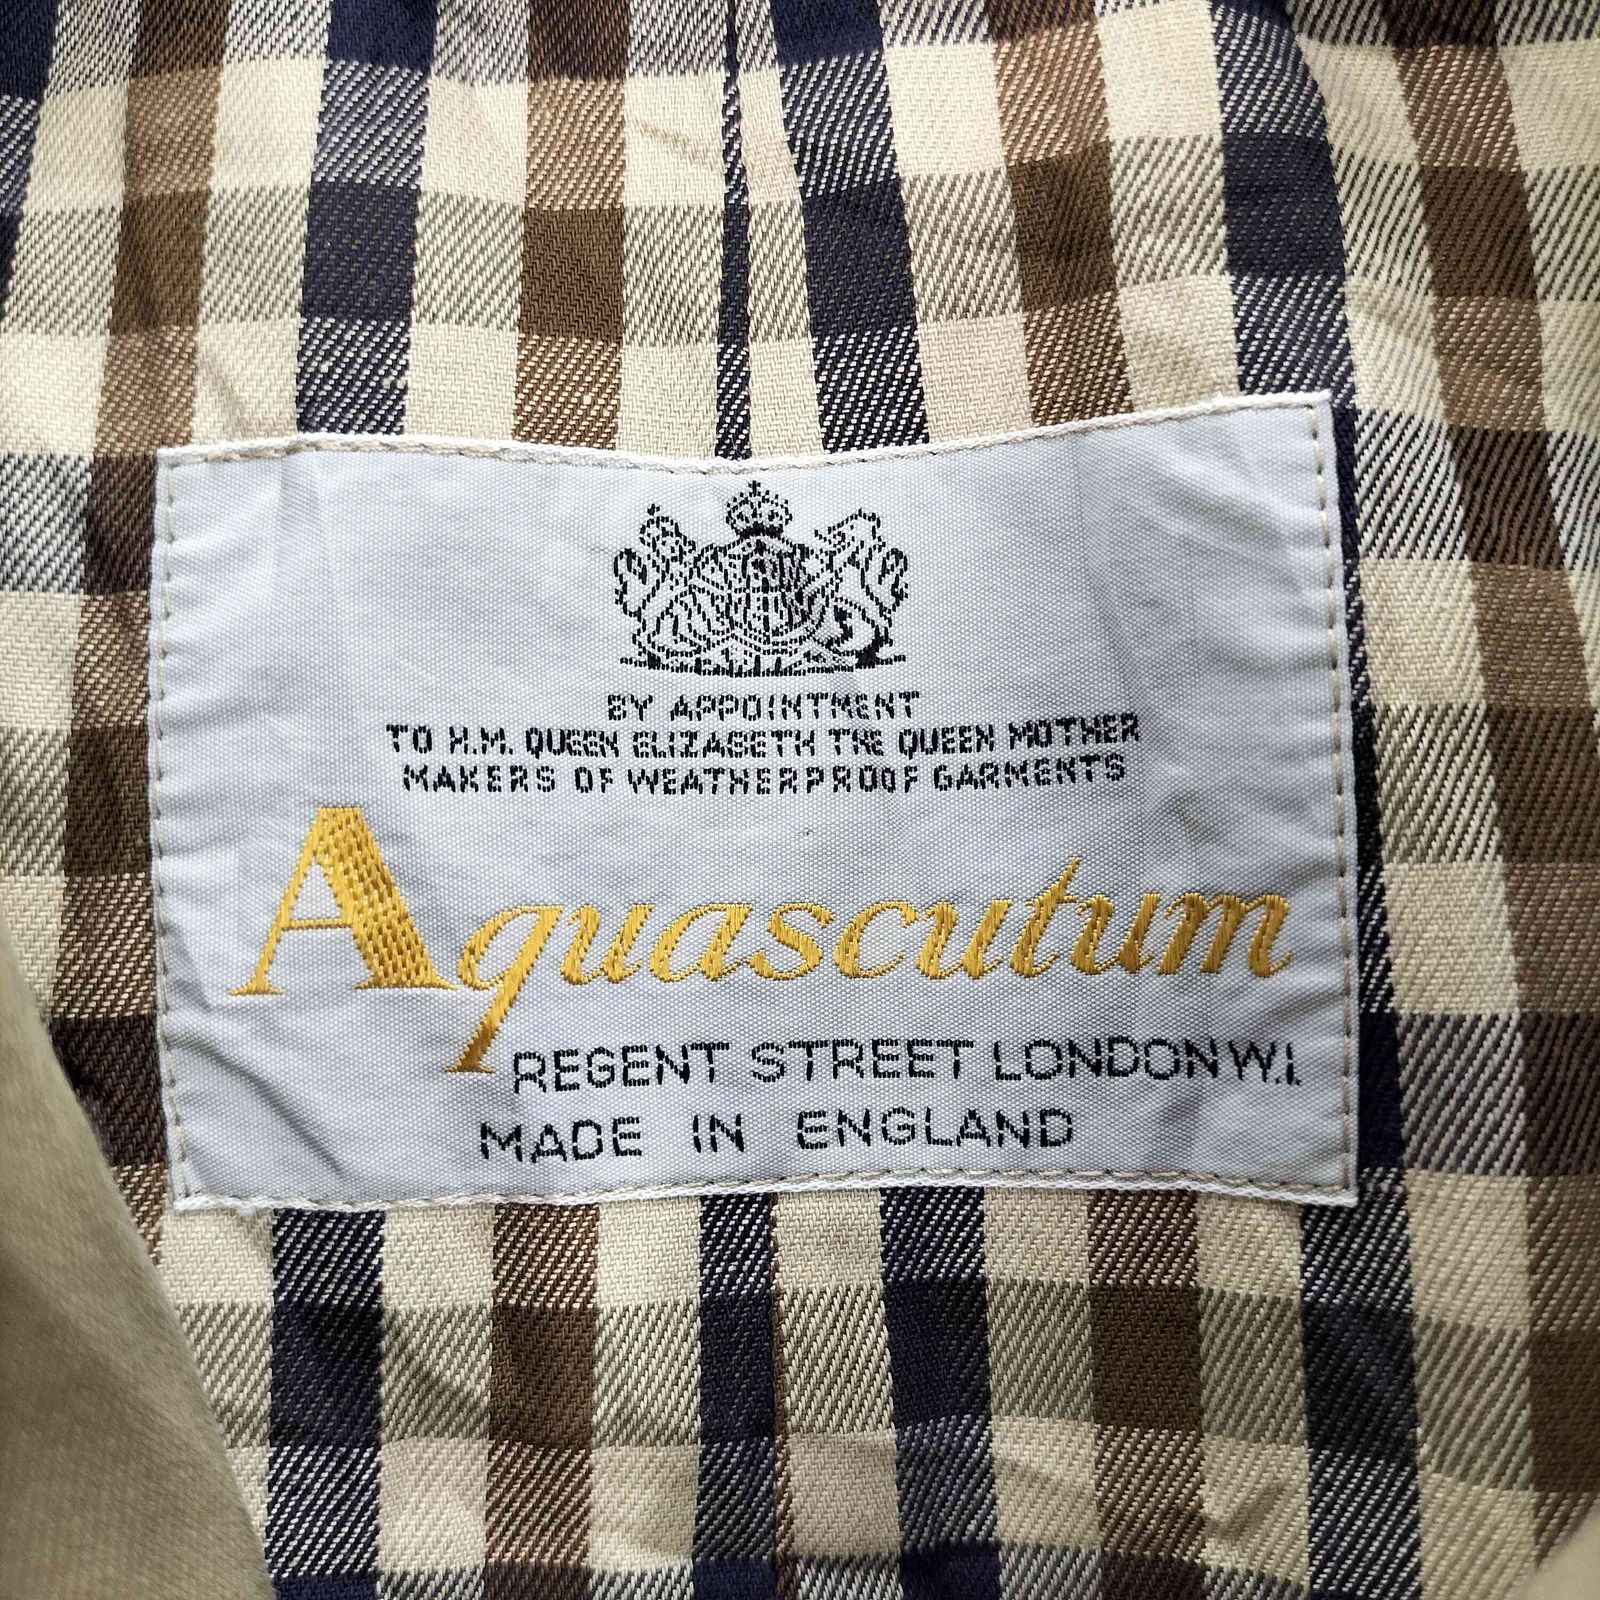 BY APPOINTMENT
TO H.M. QUEEN ELIZABETH THE QUEEN MOTHER
MAKERS OF WEATHERPROOF GARMENTS
Aquascutum
REGENT STREET LONDON W.1.
MADE IN ENGLAND